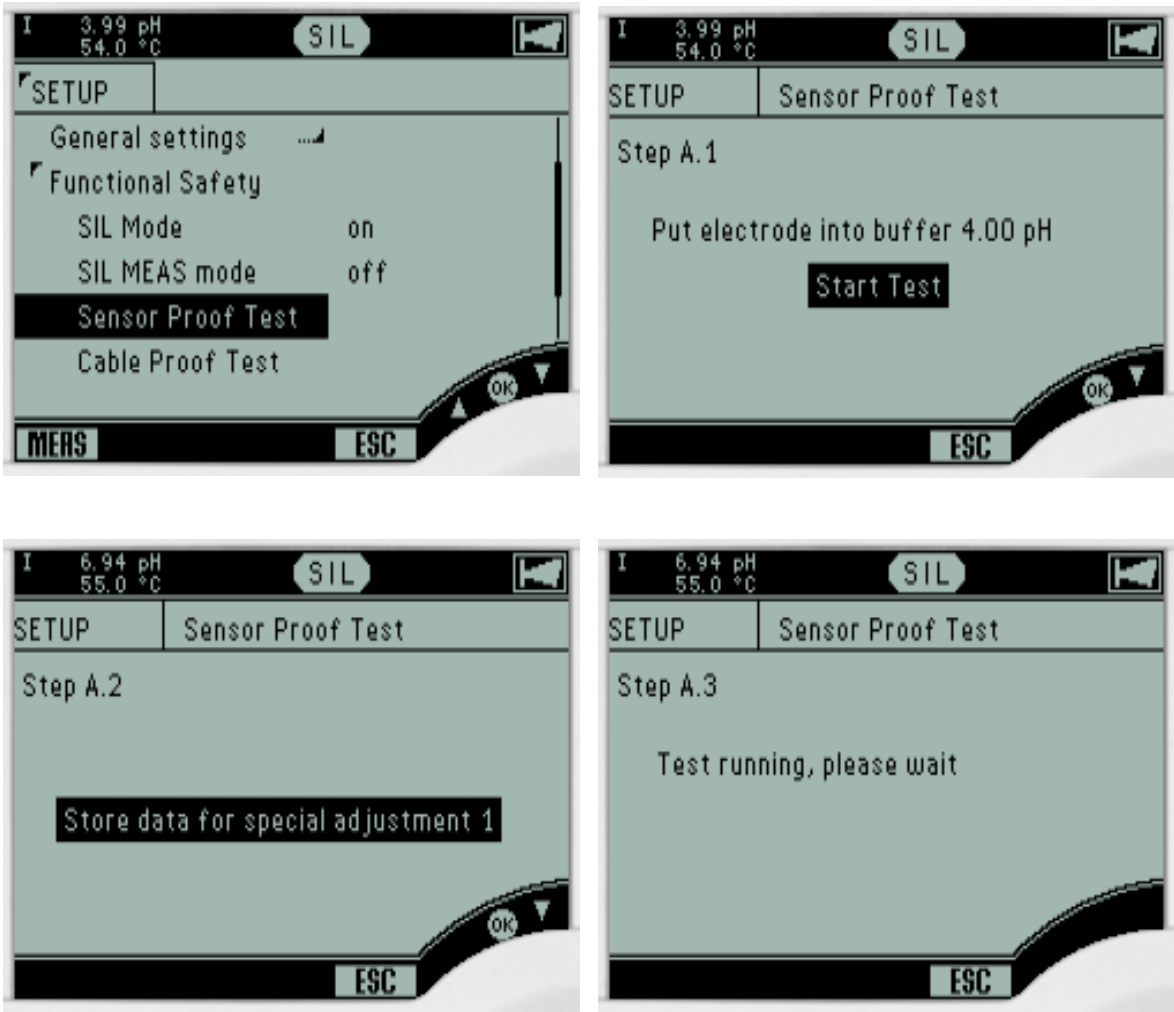 I 3.99 pH SIL
54.0 °C
SETUP
General settings ....
Functional Safety
SIL Mode on
SIL MEAS mode off
Sensor Proof Test
Cable Proof Test
OK
MEAS ESC
I 3.99 pH SIL
54.0 °C
SETUP Sensor Proof Test
Step A.1
Put electrode into buffer 4.00 pH
Start Test
OK
ESC
I 6.94 pH SIL
55.0 °C
SETUP Sensor Proof Test
Step A.2
Store data for special adjustment 1
OK
ESC
I 6.94 pH SIL
55.0 °C
SETUP Sensor Proof Test
Step A.3
Test running, please wait
ESC